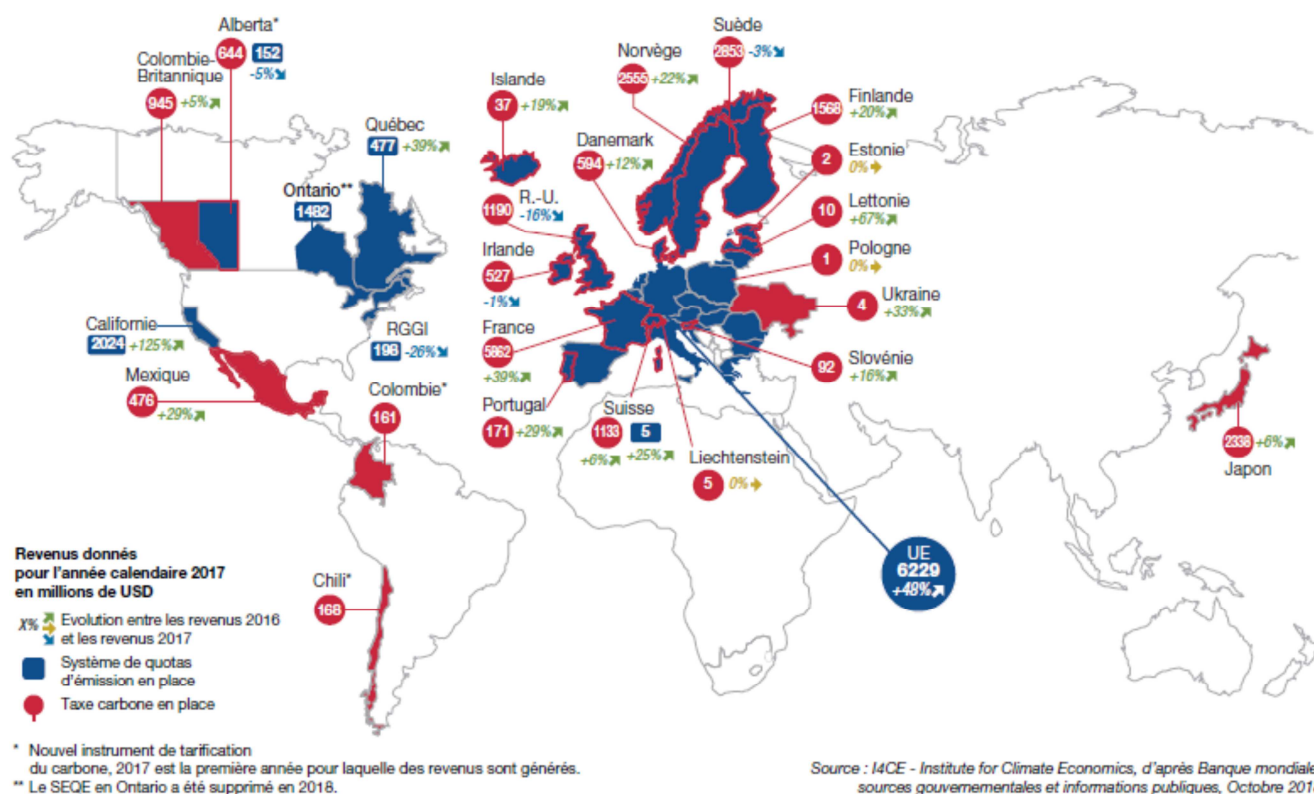 Alberta*
644 152
-5%
Colombie-
Britannique
945 +5%
Québec
477 +39%
Ontario**
1482
Californie
2024 +125%
RGGI
198 -26%
Mexique
476 +29%
Colombie*
161
Chili*
168
Islande
37 +19%
Norvège
2555 +22%
Suède
2853 -3%
Finlande
1568
+20%
Danemark
594 +12%
Estonie
2
0%
R.-U.
1190
-16%
Lettonie
10
+67%
Irlande
527
-1%
Pologne
1
0%
Ukraine
4
+33%
France
5862
+39%
Slovénie
92
+16%
Portugal
171 +29%
Suisse
1133 5
+6% +25%
Liechtenstein
5 0%
UE
6229
+48%
2338 +6%
Japon
Revenus donnés
pour l'année calendaire 2017
en millions de USD
X% Evolution entre les revenus 2016
et les revenus 2017
Système de quotas
d'émission en place
Taxe carbone en place
* Nouvel instrument de tarification
du carbone, 2017 est la première année pour laquelle des revenus sont générés.
** Le SEQE en Ontario a été supprimé en 2018.
Source : I4CE - Institute for Climate Economics, d'après Banque mondiale
sources gouvernementales et informations publiques, Octobre 201